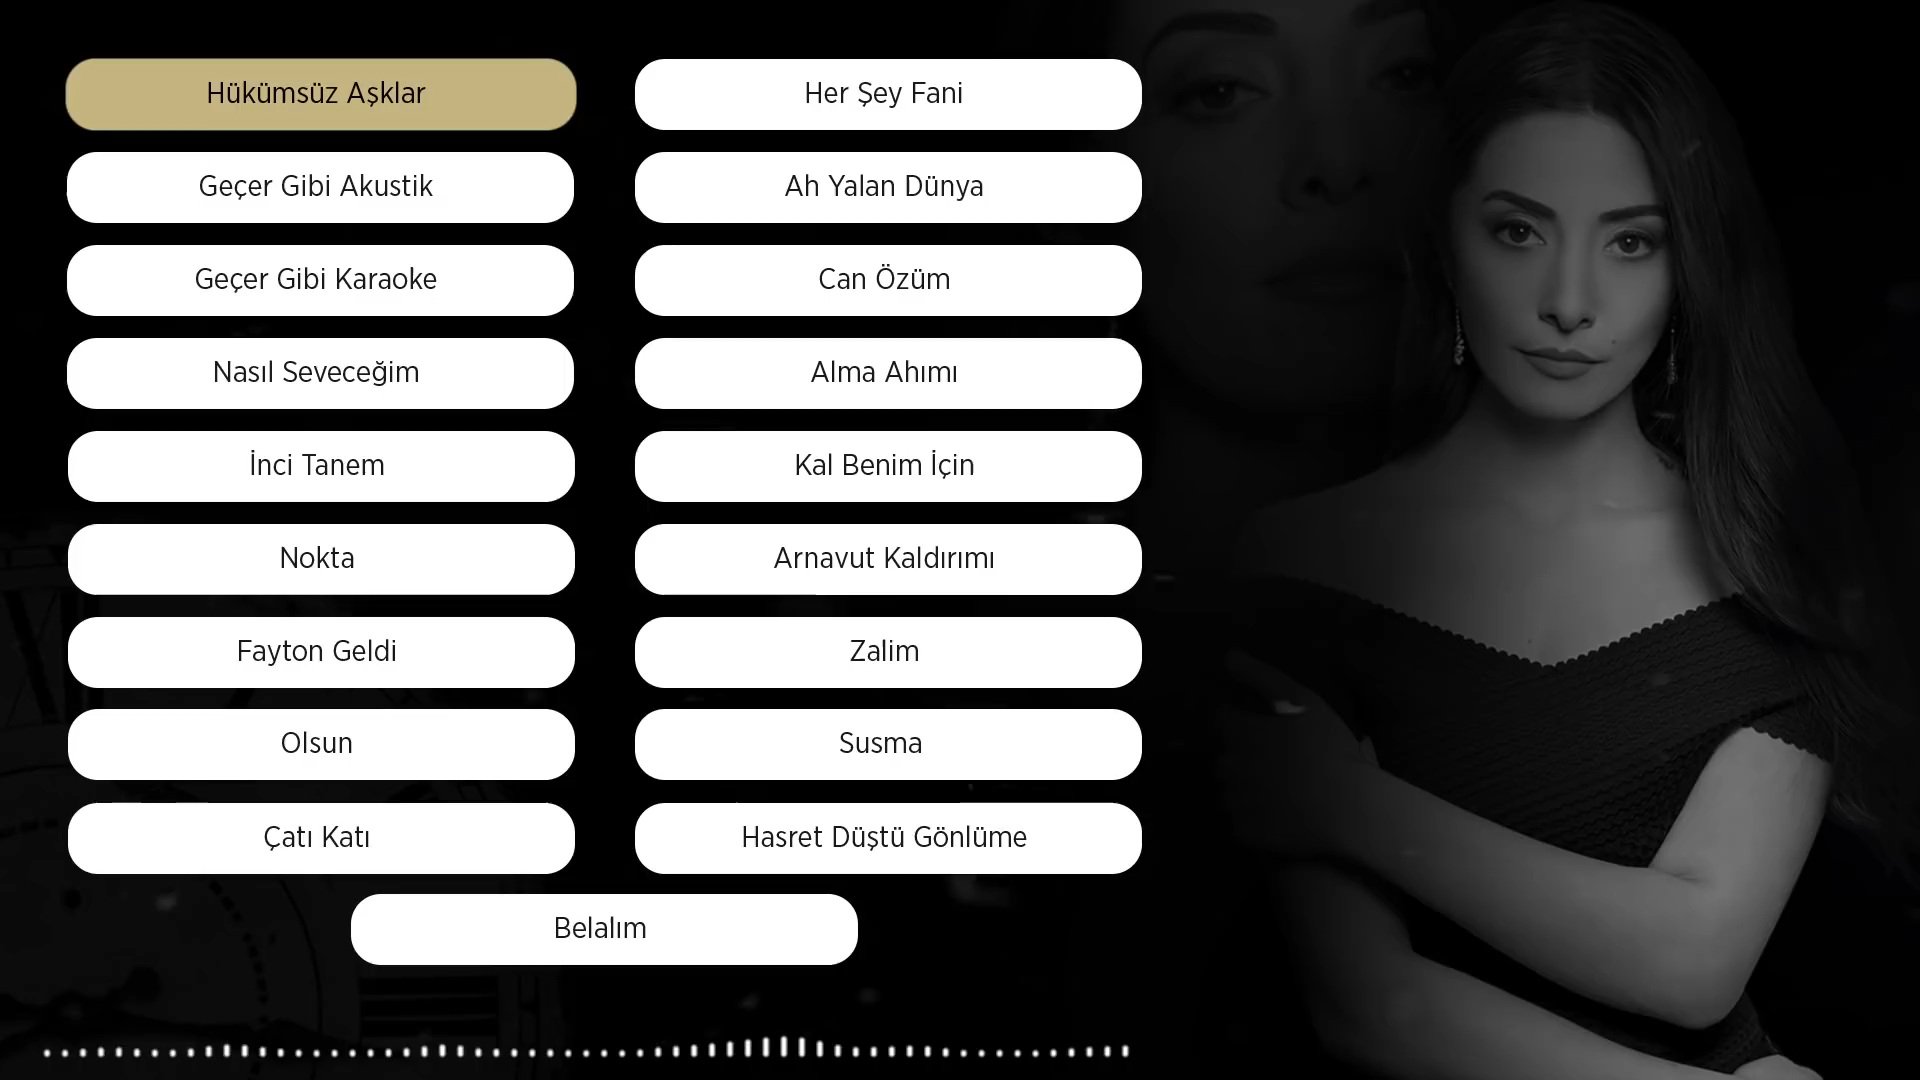 Hükümsüz Aşklar
Geçer Gibi Akustik
Geçer Gibi Karaoke
Nasıl Seveceğim
İnci Tanem
Nokta
Fayton Geldi
Olsun
Çatı Katı
Her Şey Fani
Ah Yalan Dünya
Can Özüm
Alma Ahımı
Kal Benim İçin
Arnavut Kaldırımı
Zalim
Susma
Hasret Düştü Gönlüme
Belalım